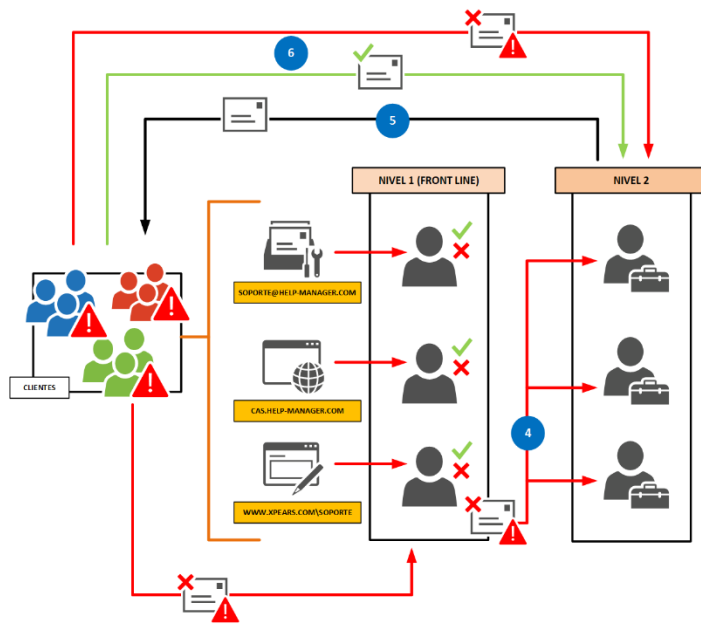 6
5
NIVEL 1 (FRONT LINE)
NIVEL 2
SOPORTE@HELP-MANAGER.COM
CLIENTES
CAS.HELP-MANAGER.COM
4
WWW.XPEARS.COM\SOPORTE